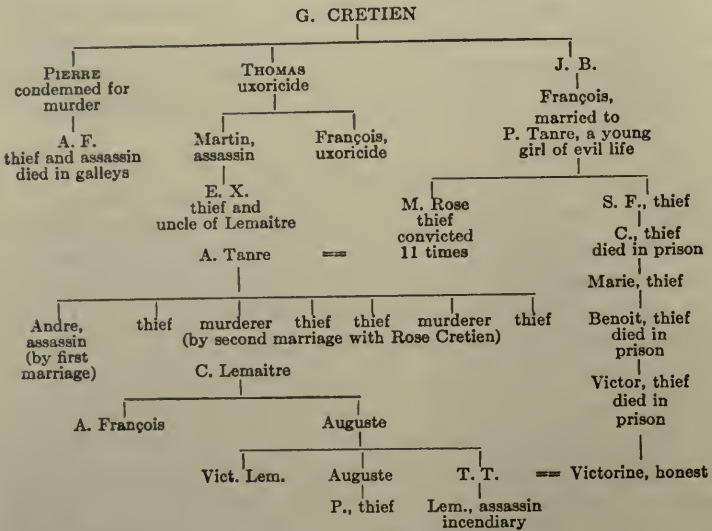 G. CRETIEN
PIERRE
condemned for
murder
A. F.
thief and assassin
died in galleys
THOMAS
uxoricide
Martin,
assassin
E. X.
thief and
uncle of Lemaitre
François,
uxoricide
J. B.
François,
married to
P. Tanre, a young
girl of evil life
M. Rose
thief
convicted
11 times
S. F., thief
C., thief
died in prison
Marie, thief
Benoit, thief
died in
prison
Victor, thief
died in
prison
A. Tanre ==
Andre,
assassin
(by first
marriage)
thief murderer thief thief murderer thief
(by second marriage with Rose Cretien)
C. Lemaitre
A. François Auguste
Vict. Lem. Auguste T. T. == Victorine, honest
P., thief Lem., assassin
incendiary